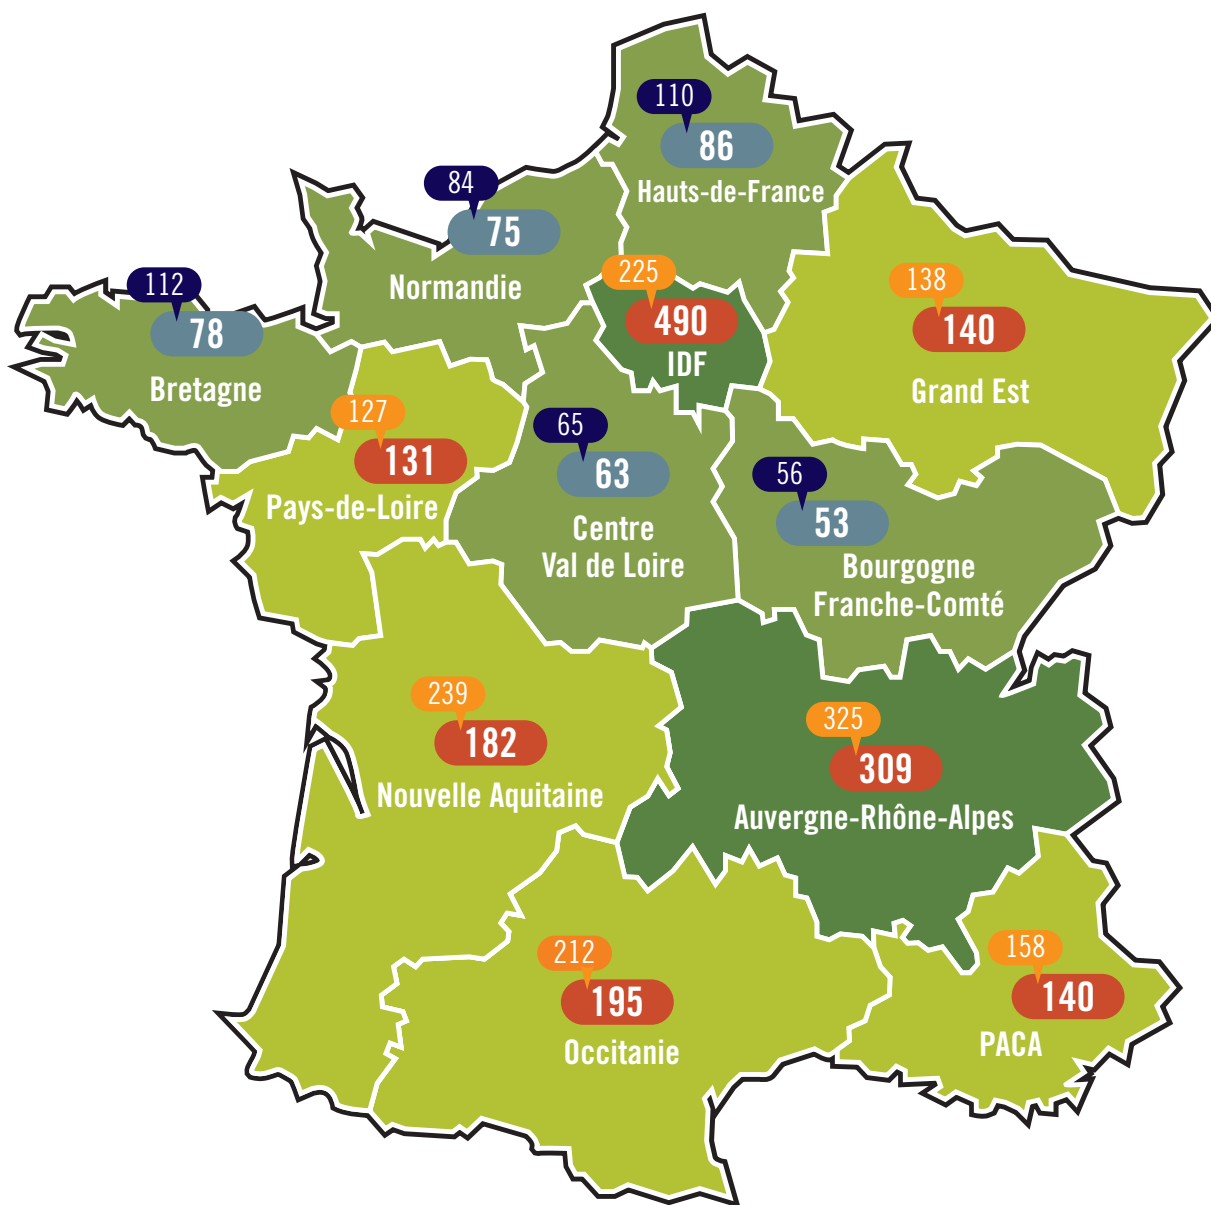 110
86
Hauts-de-France
84
75
Normandie
225
490
IDF
138
140
Grand Est
112
78
Bretagne
127
131
Pays-de-Loire
65
63
Centre
Val de Loire
56
53
Bourgogne
Franche-Comté
239
182
Nouvelle Aquitaine
325
309
Auvergne-Rhône-Alpes
212
195
Occitanie
158
140
PACA